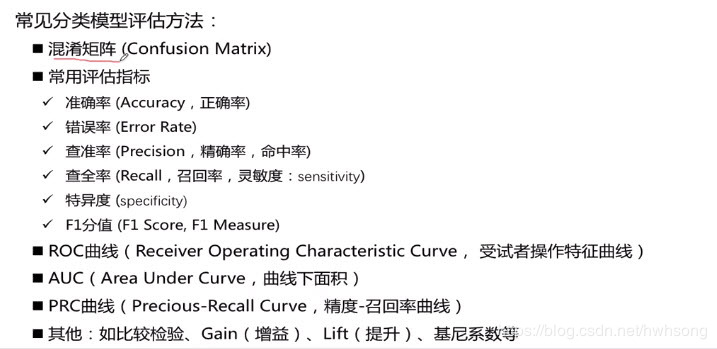 常见分类模型评估方法：
■ 混淆矩阵 (Confusion Matrix)
■ 常用评估指标
✓ 准确率 (Accuracy，正确率)
✓ 错误率 (Error Rate)
✓ 查准率 (Precision，精确率，命中率)
✓ 查全率 (Recall，召回率，灵敏度：sensitivity)
✓ 特异度 (specificity)
✓ F1分值 (F1 Score, F1 Measure)
■ ROC曲线（Receiver Operating Characteristic Curve， 受试者操作特征曲线）
■ AUC（Area Under Curve，曲线下面积）
■ PRC曲线（Precious-Recall Curve，精度-召回率曲线）
■ 其他：如比较检验、Gain（增益）、Lift（提升）、基尼系数等
https://blog.csdn.net/hwhsong